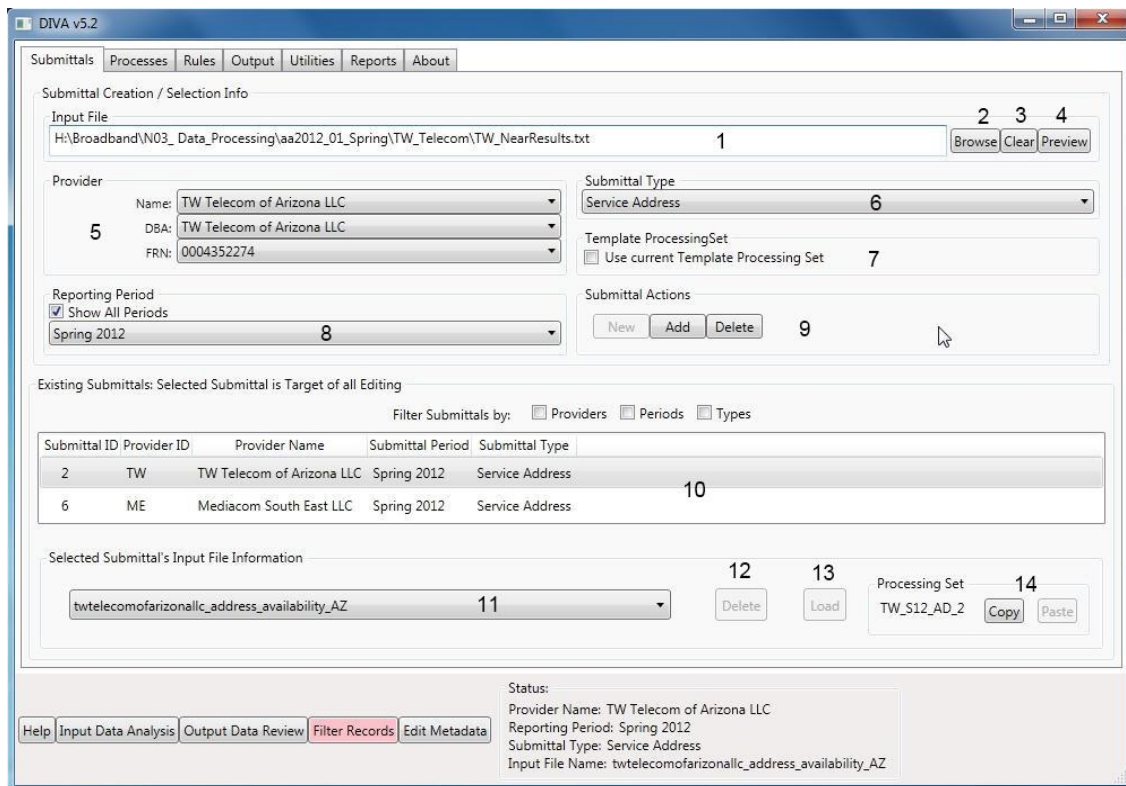 DIVA v5.2
Submittals Processes Rules Output Utilities Reports About
Submittal Creation / Selection Info
Input File
2 3 4
H:\Broadband\N03_ Data_Processing\aa2012_01_Spring\TW_Telecom\TW_NearResults.txt 1 Browse Clear Preview
Provider
Name: TW Telecom of Arizona LLC
5 DBA: TW Telecom of Arizona LLC
FRN: 0004352274
Submittal Type
Service Address 6
Template ProcessingSet
Use current Template Processing Set 7
Reporting Period
Show All Periods
Spring 2012 8
Submittal Actions
New Add Delete 9
Existing Submittals: Selected Submittal is Target of all Editing
Filter Submittals by: Providers Periods Types
Submittal ID Provider ID Provider Name Submittal Period Submittal Type
2 TW TW Telecom of Arizona LLC Spring 2012 Service Address
10
6 ME Mediacom South East LLC Spring 2012 Service Address
Selected Submittal's Input File Information
twtelecomofarizonallc_address_availability_AZ 11
12 13
Delete Load
Processing Set 14
TW_S12_AD_2 Copy Paste
Help Input Data Analysis Output Data Review Filter Records Edit Metadata
Status:
Provider Name: TW Telecom of Arizona LLC
Reporting Period: Spring 2012
Submittal Type: Service Address
Input File Name: twtelecomofarizonallc_address_availability_AZ